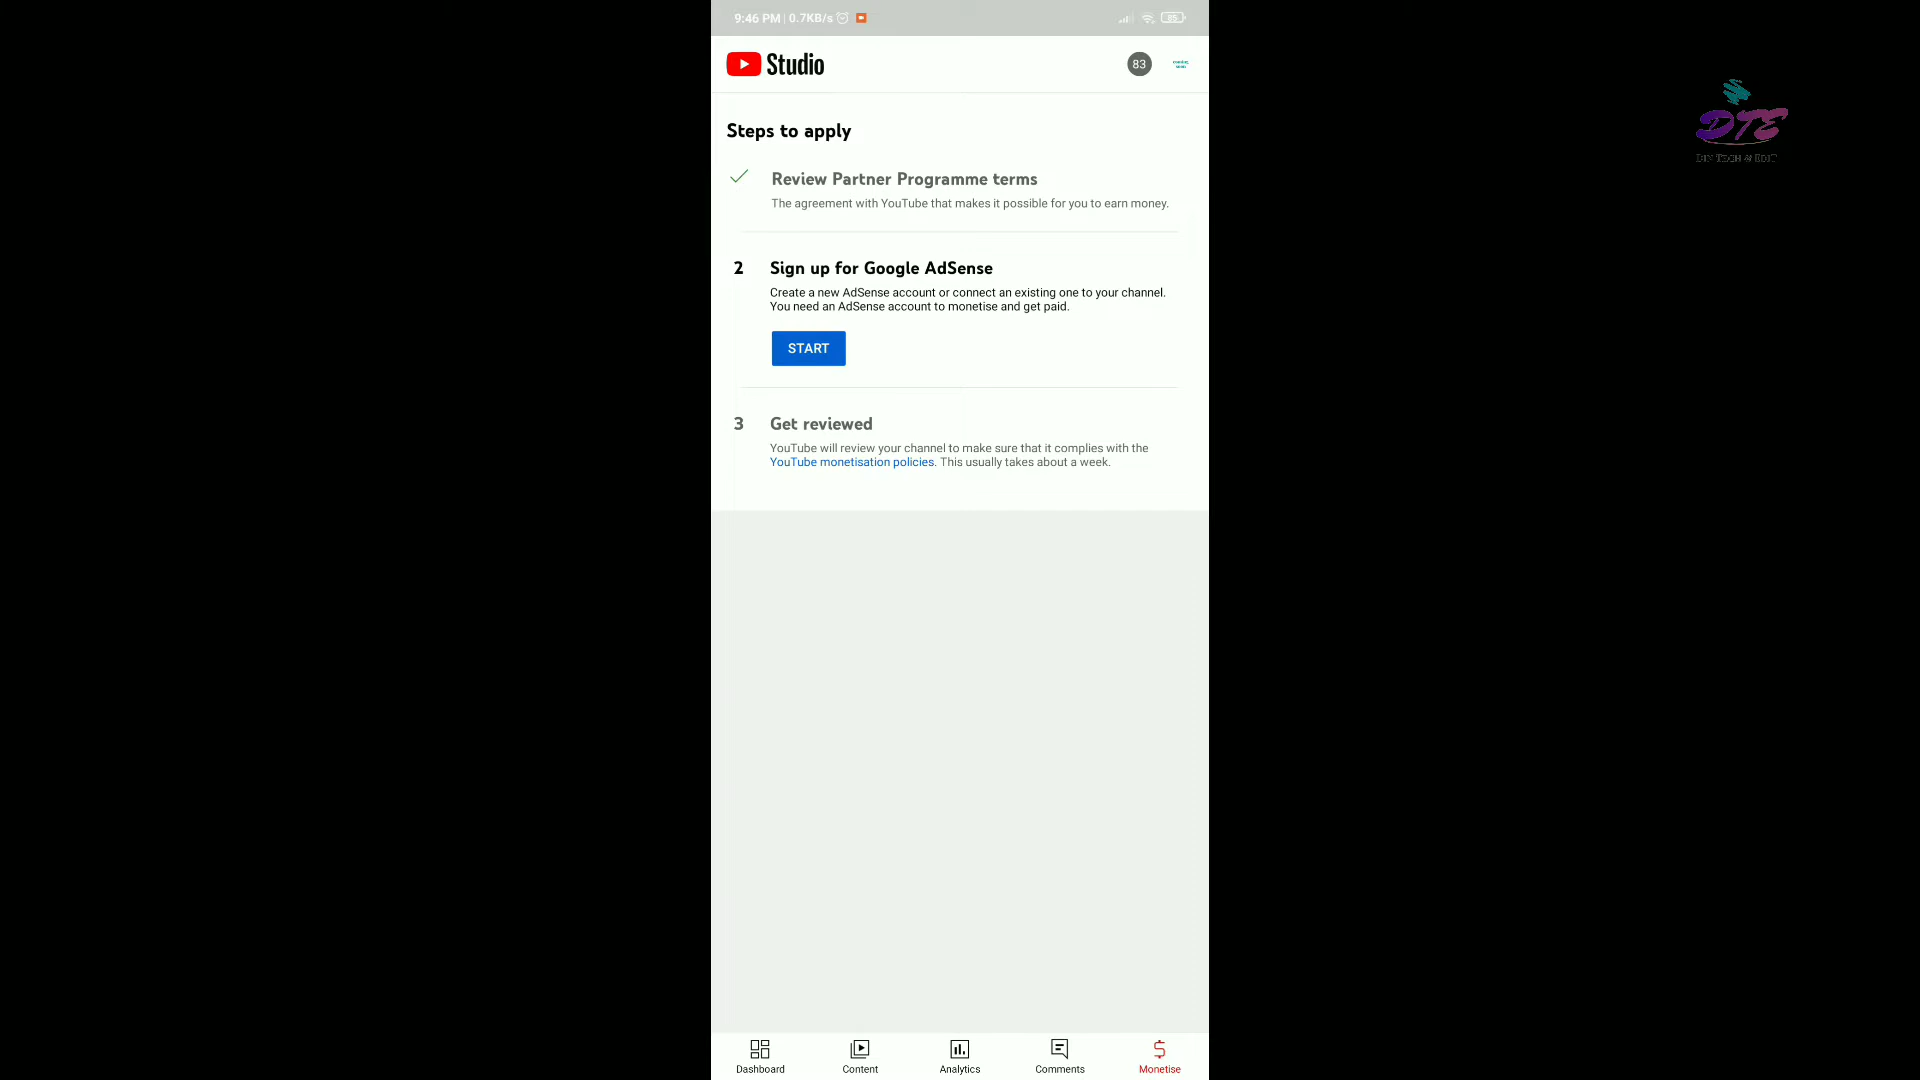 9:46 PM | 0.7KB/s
85
Studio
83
DTE
Steps to apply
Review Partner Programme terms
The agreement with YouTube that makes it possible for you to earn money.
2 Sign up for Google AdSense
Create a new AdSense account or connect an existing one to your channel.
You need an AdSense account to monetise and get paid.
START
3 Get reviewed
YouTube will review your channel to make sure that it complies with the
YouTube monetisation policies. This usually takes about a week.
Dashboard Content Analytics Comments Monetise